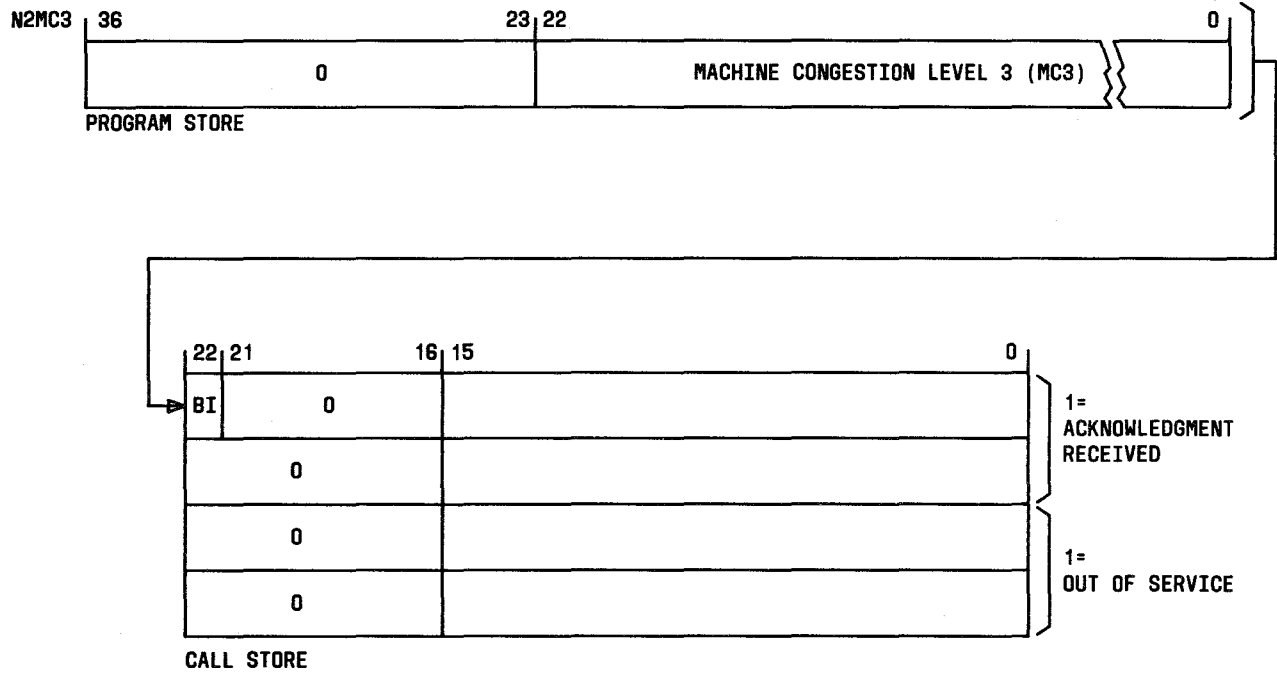 N2MC3 36 23 22 0
0 MACHINE CONGESTION LEVEL 3 (MC3)
PROGRAM STORE
22 21 16 15 0
BI 0
1=
ACKNOWLEDGMENT
RECEIVED
0
0
1=
OUT OF SERVICE
0
CALL STORE